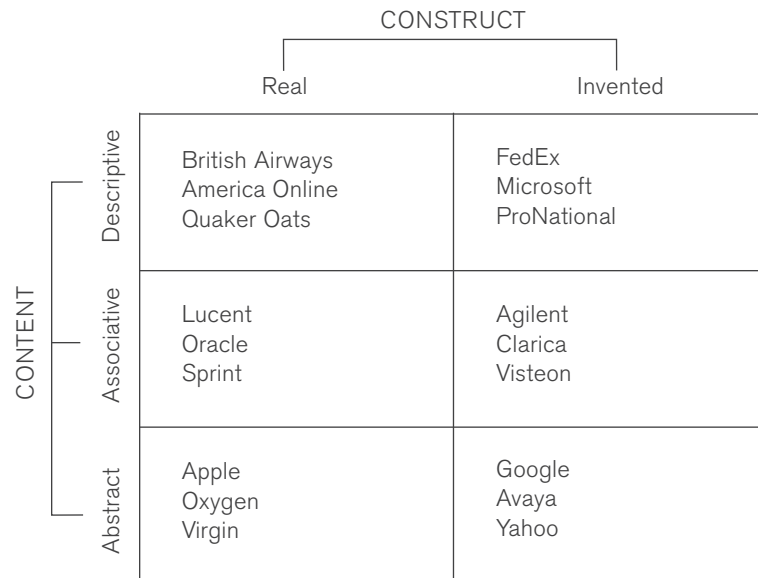 CONSTRUCT
Real
Invented
CONTENT
Descriptive
British Airways
America Online
Quaker Oats
FedEx
Microsoft
ProNational
Associative
Lucent
Oracle
Sprint
Agilent
Clarica
Visteon
Abstract
Apple
Oxygen
Virgin
Google
Avaya
Yahoo